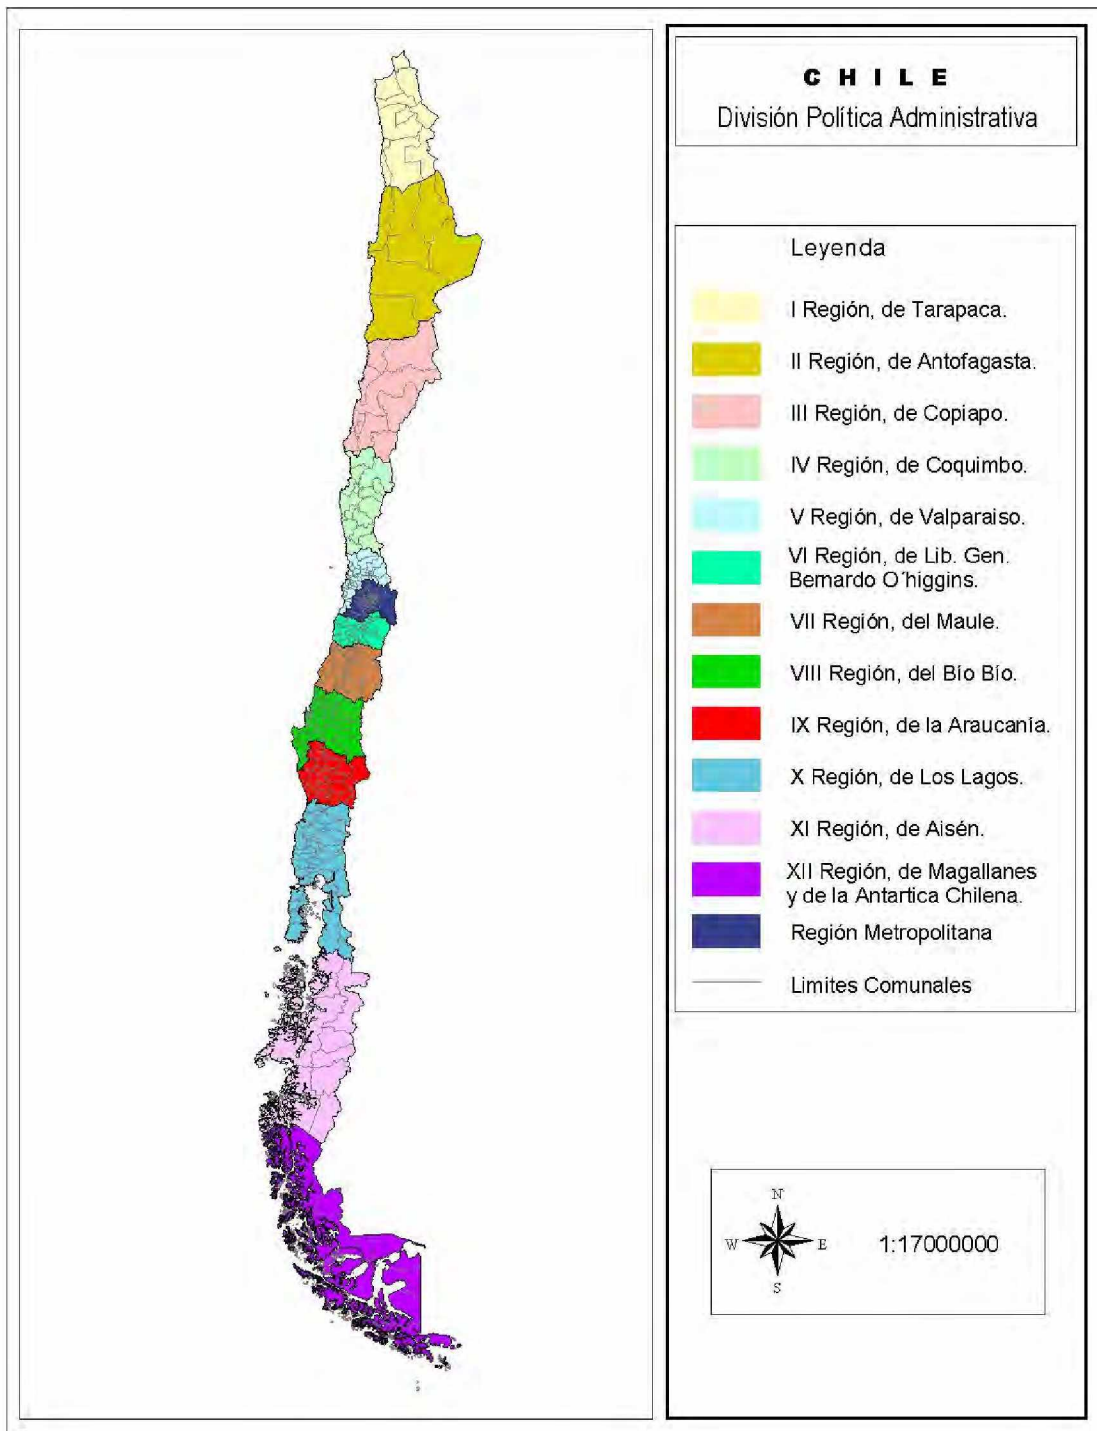 CHILE
División Política Administrativa
Leyenda
I Región, de Tarapaca.
II Región, de Antofagasta.
III Región, de Copiapo.
IV Región, de Coquimbo.
V Región, de Valparaiso.
VI Región, de Lib. Gen.
Bernardo O´higgins.
VII Región, del Maule.
VIII Región, del Bío Bío.
IX Región, de la Araucanía.
X Región, de Los Lagos.
XI Región, de Aisén.
XII Región, de Magallanes
y de la Antartica Chilena.
Región Metropolitana
Limites Comunales
N
W E
S
1:17000000